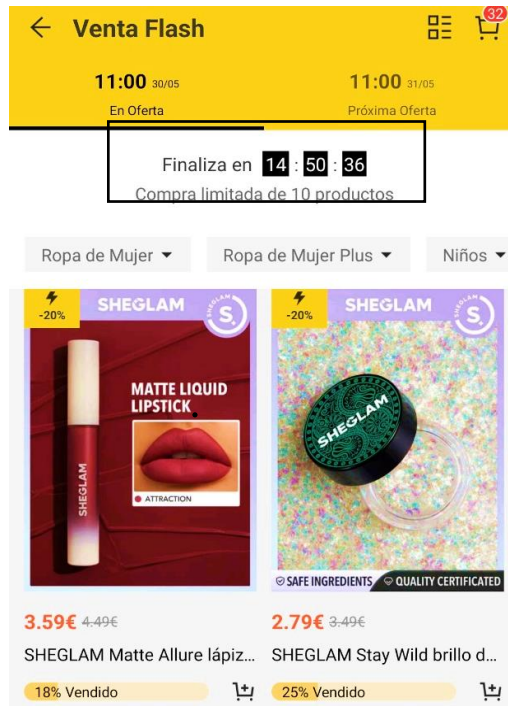 Venta Flash
32
11:00 30/05
11:00 31/05
En Oferta
Próxima Oferta
Finaliza en 14 : 50 : 36
Compra limitada de 10 productos
Ropa de Mujer
Ropa de Mujer Plus
Niños
-20%
SHEGLAM
SHEGLAM
S
MATTE LIQUID
LIPSTICK
SHEGLAM
ATTRACTION
-20%
SHEGLAM
SHEGLAM
S
SHEGLAM
SAFE INGREDIENTS
QUALITY CERTIFICATED
3.59€ 4.49€
2.79€ 3.49€
SHEGLAM Matte Allure lápiz...
SHEGLAM Stay Wild brillo d...
18% Vendido
25% Vendido